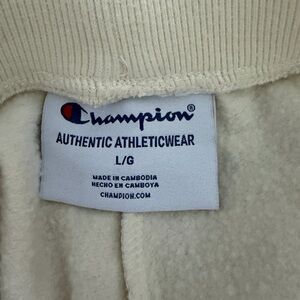 Champion®
AUTHENTIC ATHLETICWEAR
L/G
MADE IN CAMBODIA
HECHO EN CAMBOYA
CHAMPION.COM